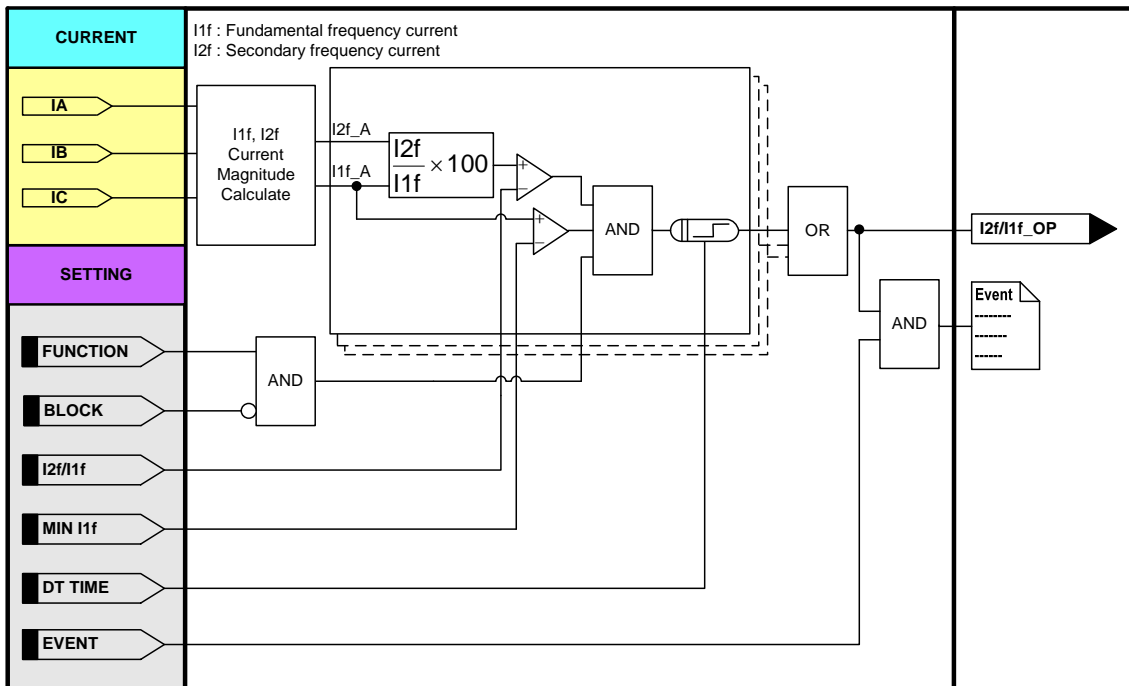 CURRENT
I1f : Fundamental frequency current
I2f : Secondary frequency current
IA
IB
IC
I1f, I2f
Current
Magnitude
Calculate
I2f_A
I1f_A
I2f
I1f
× 100
+
−
+
−
AND
OR
I2f/I1f_OP
SETTING
Event
AND
FUNCTION
AND
BLOCK
I2f/I1f
MIN I1f
DT TIME
EVENT